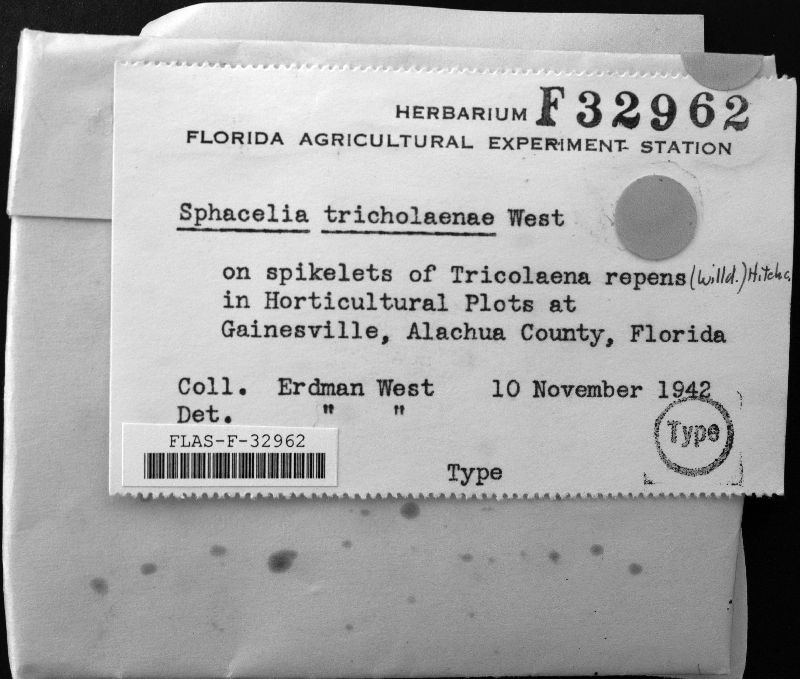 HERBARIUM F32962
FLORIDA AGRICULTURAL EXPERIMENT STATION
Sphacelia tricholaenae West
on spikelets of Tricolaena repens (Willd.) Hitchc.
in Horticultural Plots at
Gainesville, Alachua County, Florida
Coll. Erdman West 10 November 1942
Det. " "
Type
FLAS-F-32962
Type